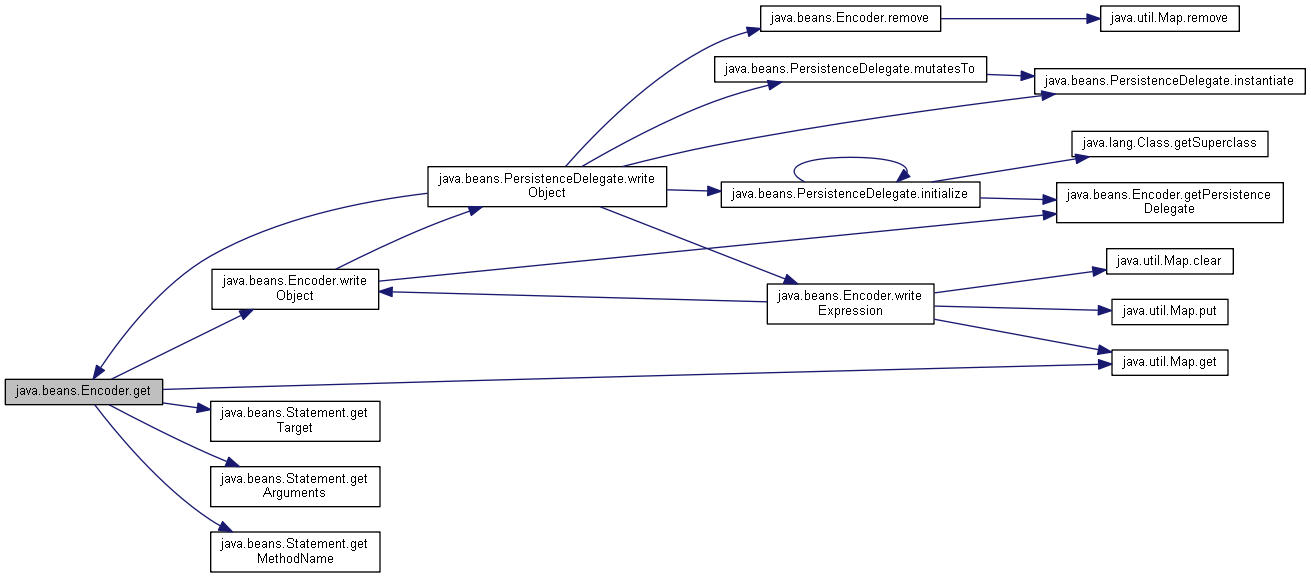 java.beans.Encoder.remove
java.util.Map.remove
java.beans.PersistenceDelegate.mutatesTo
java.beans.PersistenceDelegate.instantiate
java.lang.Class.getSuperclass
java.beans.PersistenceDelegate.write
Object
java.beans.PersistenceDelegate.initialize
java.beans.Encoder.getPersistence
Delegate
java.beans.Encoder.write
Object
java.util.Map.clear
java.beans.Encoder.write
Expression
java.util.Map.put
java.util.Map.get
java.beans.Encoder.get
java.beans.Statement.get
Target
java.beans.Statement.get
Arguments
java.beans.Statement.get
MethodName